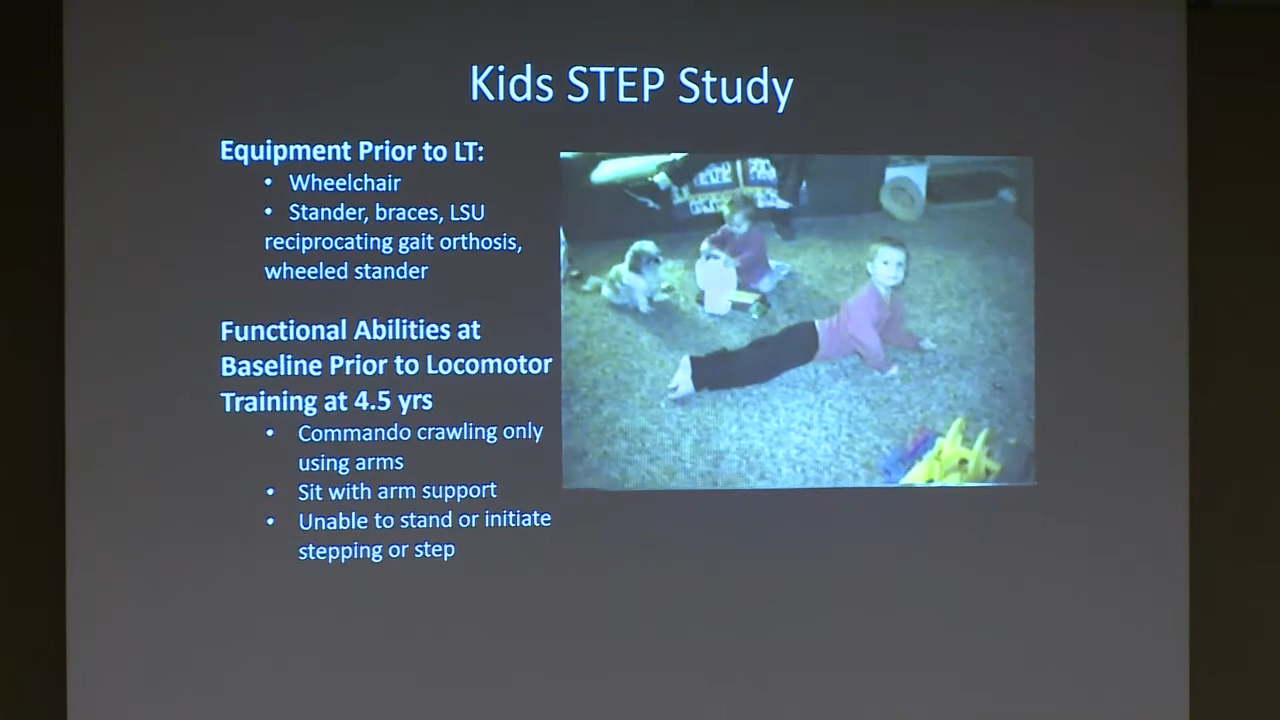 Kids STEP Study
Equipment Prior to LT:
• Wheelchair
• Stander, braces, LSU
reciprocating gait orthosis,
wheeled stander
Functional Abilities at
Baseline Prior to Locomotor
Training at 4.5 yrs
• Commando crawling only
using arms
• Sit with arm support
• Unable to stand or initiate
stepping or step